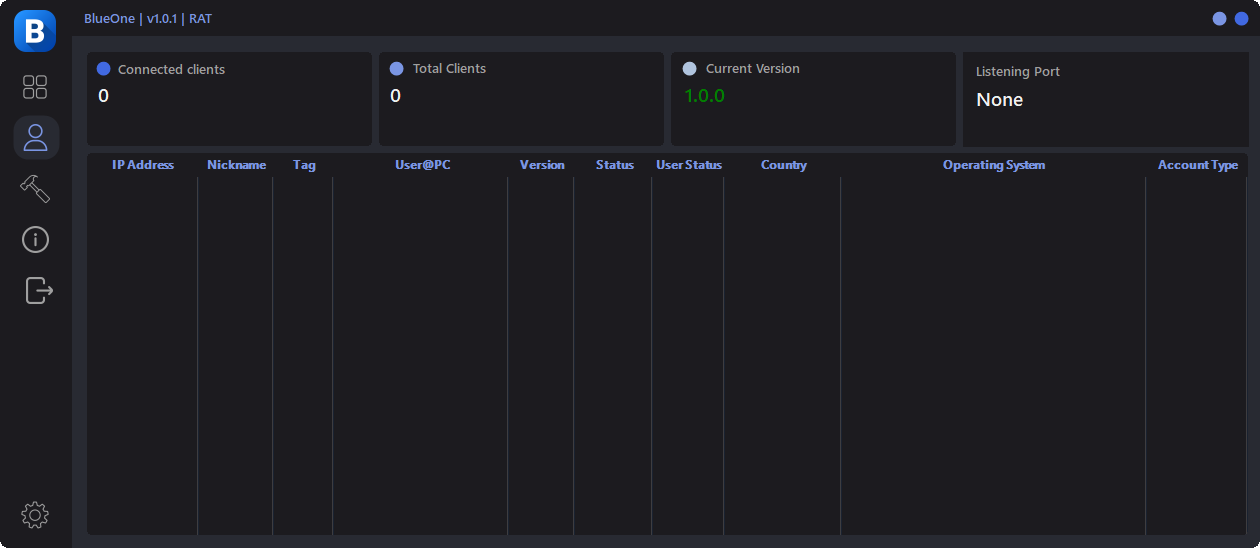 B
BlueOne | v1.0.1 | RAT
Connected clients
0
Total Clients
0
Current Version
1.0.0
Listening Port
None
IP Address Nickname Tag User@PC Version Status User Status Country Operating System Account Type